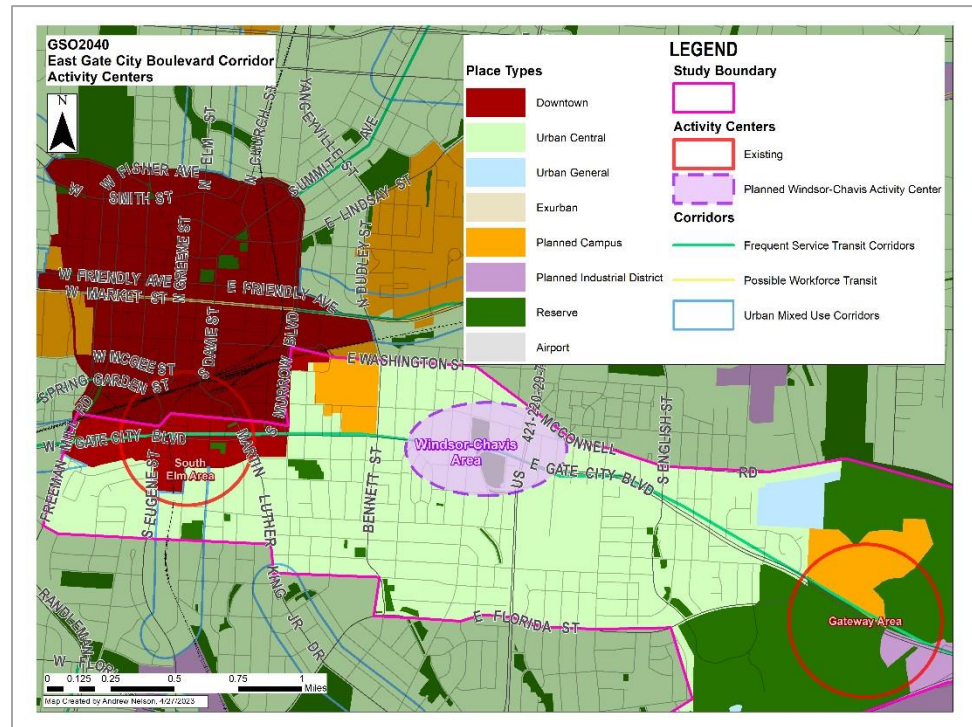 GSO2040
East Gate City Boulevard Corridor
Activity Centers
N
LEGEND
Place Types
Downtown
Urban Central
Urban General
Exurban
Planned Campus
Planned Industrial District
Reserve
Airport
Study Boundary
Activity Centers
Existing
Planned Windsor-Chavis Activity Center
Corridors
Frequent Service Transit Corridors
Possible Workforce Transit
Urban Mixed Use Corridors
N ELM ST
N CHURCH ST
YANCEYVILLE ST
SUMMIT AVE
W FISHER AVE
W SMITH ST
E LINDSAY ST
N GREENE ST
N DUDLEY ST
W FRIENDLY AVE
E FRIENDLY AVE
W MARKET ST
S DAVIE ST
S MURROW BLVD
W MCGEE ST
SPRING GARDEN ST
E WASHINGTON ST
MCCONNELL RD
FREEMAN MILL RD
W GATE CITY BLVD
E GATE CITY BLVD
Windsor-Chavis
Area
S ENGLISH ST
South
Elm Area
S EUGENE ST
MARTIN LUTHER KING JR DR
BENNETT ST
E FLORIDA ST
Gateway Area
W FLOR
0 0.125 0.25 0.5 0.75 1
Miles
Map Created by Andrew Nelson, 4/27/2023